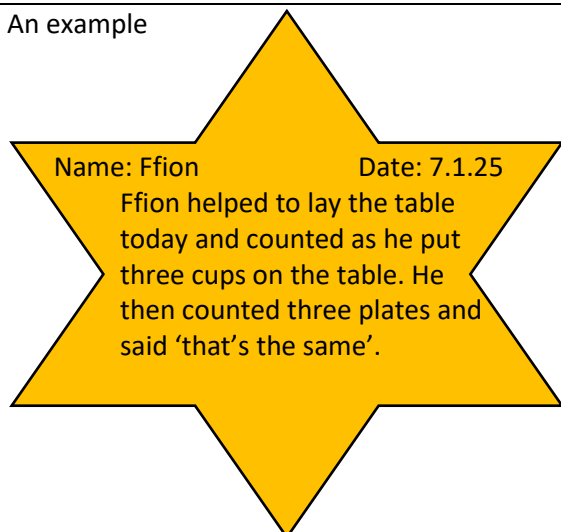 An example
Name: Ffion Date: 7.1.25
Ffion helped to lay the table
today and counted as he put
three cups on the table. He
then counted three plates and
said ‘that’s the same’.